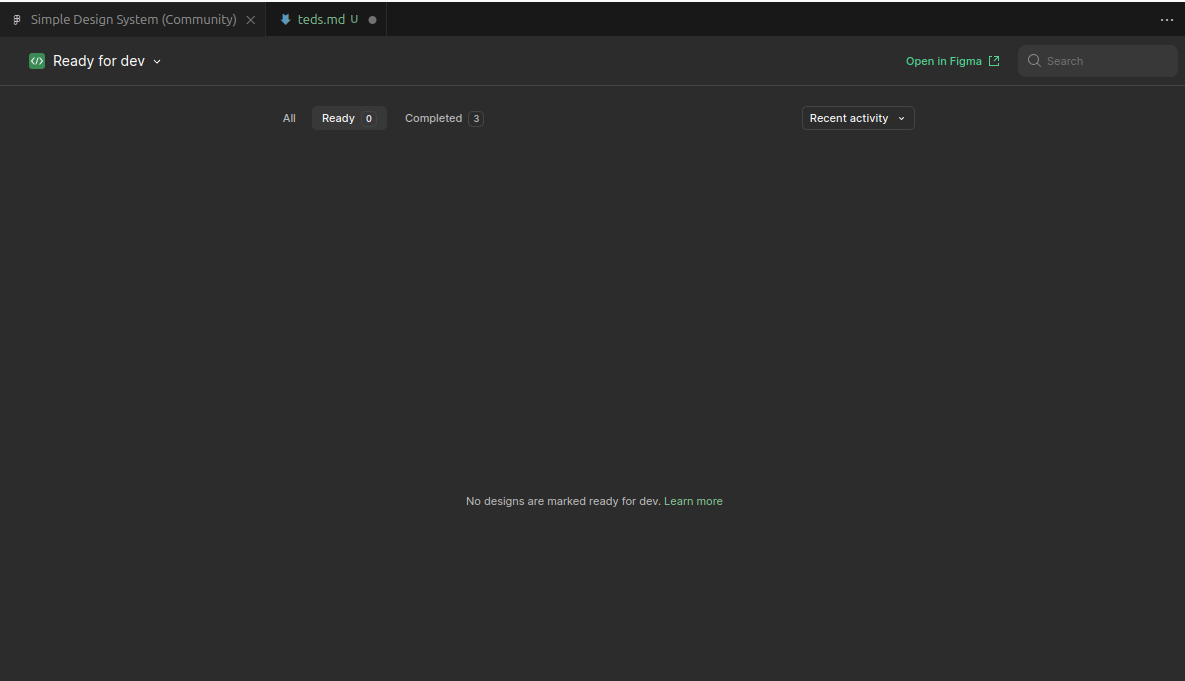 Simple Design System (Community) teds.md U
Ready for dev Open in Figma Search
All Ready 0 Completed 3 Recent activity
No designs are marked ready for dev. Learn more